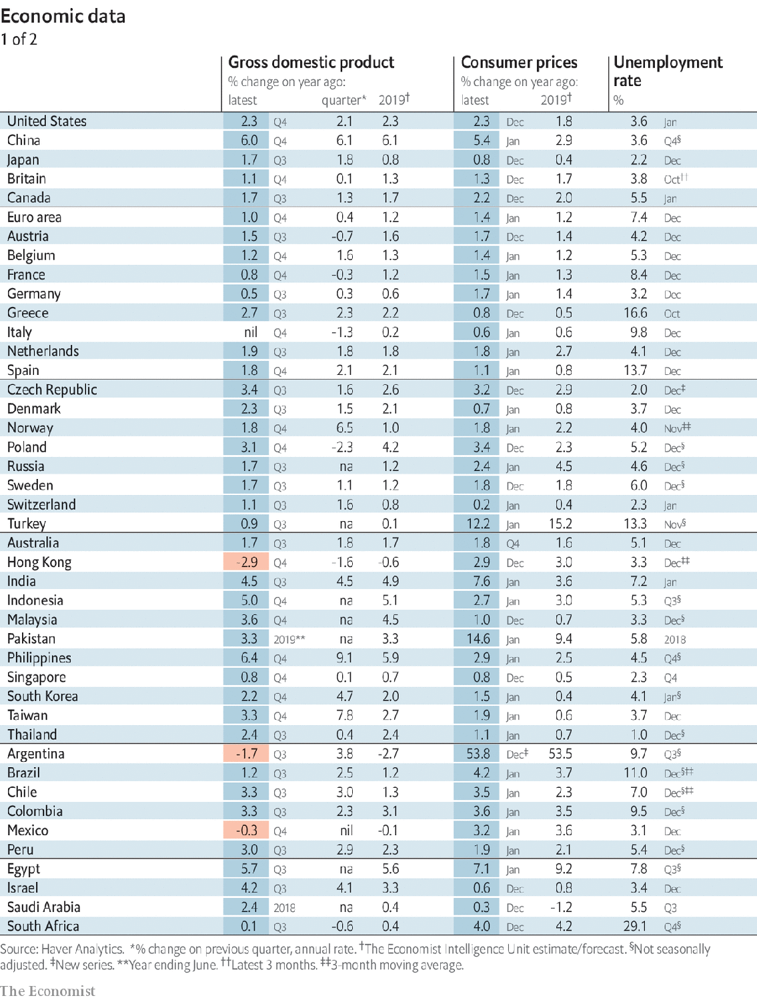 Economic data
1 of 2
Gross domestic product Consumer prices Unemployment
% change on year ago: % change on year ago: rate
latest quarter* 2019† latest 2019† %
United States 2.3 Q4 2.1 2.3 2.3 Dec 1.8 3.6 Jan
China 6.0 Q4 6.1 6.1 5.4 Jan 2.9 3.6 Q4§
Japan 1.7 Q3 1.8 0.8 0.8 Dec 0.4 2.2 Dec
Britain 1.1 Q4 0.1 1.3 1.3 Dec 1.7 3.8 Oct††
Canada 1.7 Q3 1.3 1.7 2.2 Dec 2.0 5.5 Jan
Euro area 1.0 Q4 0.4 1.2 1.4 Jan 1.2 7.4 Dec
Austria 1.5 Q3 -0.7 1.6 1.7 Dec 1.4 4.2 Dec
Belgium 1.2 Q4 1.6 1.3 1.4 Jan 1.2 5.3 Dec
France 0.8 Q4 -0.3 1.2 1.5 Jan 1.3 8.4 Dec
Germany 0.5 Q3 0.3 0.6 1.7 Jan 1.4 3.2 Dec
Greece 2.7 Q3 2.3 2.2 0.8 Dec 0.5 16.6 Oct
Italy nil Q4 -1.3 0.2 0.6 Jan 0.6 9.8 Dec
Netherlands 1.9 Q3 1.8 1.8 1.8 Jan 2.7 4.1 Dec
Spain 1.8 Q4 2.1 2.1 1.1 Jan 0.8 13.7 Dec
Czech Republic 3.4 Q3 1.6 2.6 3.2 Dec 2.9 2.0 Dec‡
Denmark 2.3 Q3 1.5 2.1 0.7 Jan 0.8 3.7 Dec
Norway 1.8 Q4 6.5 1.0 1.8 Jan 2.2 4.0 Nov‡‡
Poland 3.1 Q4 -2.3 4.2 3.4 Dec 2.3 5.2 Dec§
Russia 1.7 Q3 na 1.2 2.4 Jan 4.5 4.6 Dec§
Sweden 1.7 Q3 1.1 1.2 1.8 Dec 1.8 6.0 Dec§
Switzerland 1.1 Q3 1.6 0.8 0.2 Jan 0.4 2.3 Jan
Turkey 0.9 Q3 na 0.1 12.2 Jan 15.2 13.3 Nov§
Australia 1.7 Q3 1.8 1.7 1.8 Q4 1.6 5.1 Dec
Hong Kong -2.9 Q4 -1.6 -0.6 2.9 Dec 3.0 3.3 Dec‡‡
India 4.5 Q3 4.5 4.9 7.6 Jan 3.6 7.2 Jan
Indonesia 5.0 Q4 na 5.1 2.7 Jan 3.0 5.3 Q3§
Malaysia 3.6 Q4 na 4.5 1.0 Dec 0.7 3.3 Dec§
Pakistan 3.3 2019** na 3.3 14.6 Jan 9.4 5.8 2018
Philippines 6.4 Q4 9.1 5.9 2.9 Jan 2.5 4.5 Q4§
Singapore 0.8 Q4 0.1 0.7 0.8 Dec 0.5 2.3 Q4
South Korea 2.2 Q4 4.7 2.0 1.5 Jan 0.4 4.1 Jan§
Taiwan 3.3 Q4 7.8 2.7 1.9 Jan 0.6 3.7 Dec
Thailand 2.4 Q3 0.4 2.4 1.1 Jan 0.7 1.0 Dec§
Argentina -1.7 Q3 3.8 -2.7 53.8 Dec‡ 53.5 9.7 Q3§
Brazil 1.2 Q3 2.5 1.2 4.2 Jan 3.7 11.0 Dec§‡‡
Chile 3.3 Q3 3.0 1.3 3.5 Jan 2.3 7.0 Dec§‡‡
Colombia 3.3 Q3 2.3 3.1 3.6 Jan 3.5 9.5 Dec§
Mexico -0.3 Q4 nil -0.1 3.2 Jan 3.6 3.1 Dec
Peru 3.0 Q3 2.9 2.3 1.9 Jan 2.1 5.4 Dec§
Egypt 5.7 Q3 na 5.6 7.1 Jan 9.2 7.8 Q3§
Israel 4.2 Q3 4.1 3.3 0.6 Dec 0.8 3.4 Dec
Saudi Arabia 2.4 2018 na 0.4 0.3 Dec -1.2 5.5 Q3
South Africa 0.1 Q3 -0.6 0.4 4.0 Dec 4.2 29.1 Q4§
Source: Haver Analytics. *% change on previous quarter, annual rate. †The Economist Intelligence Unit estimate/forecast. §Not seasonally
adjusted. ‡New series. **Year ending June. ††Latest 3 months. ‡‡3-month moving average.
The Economist